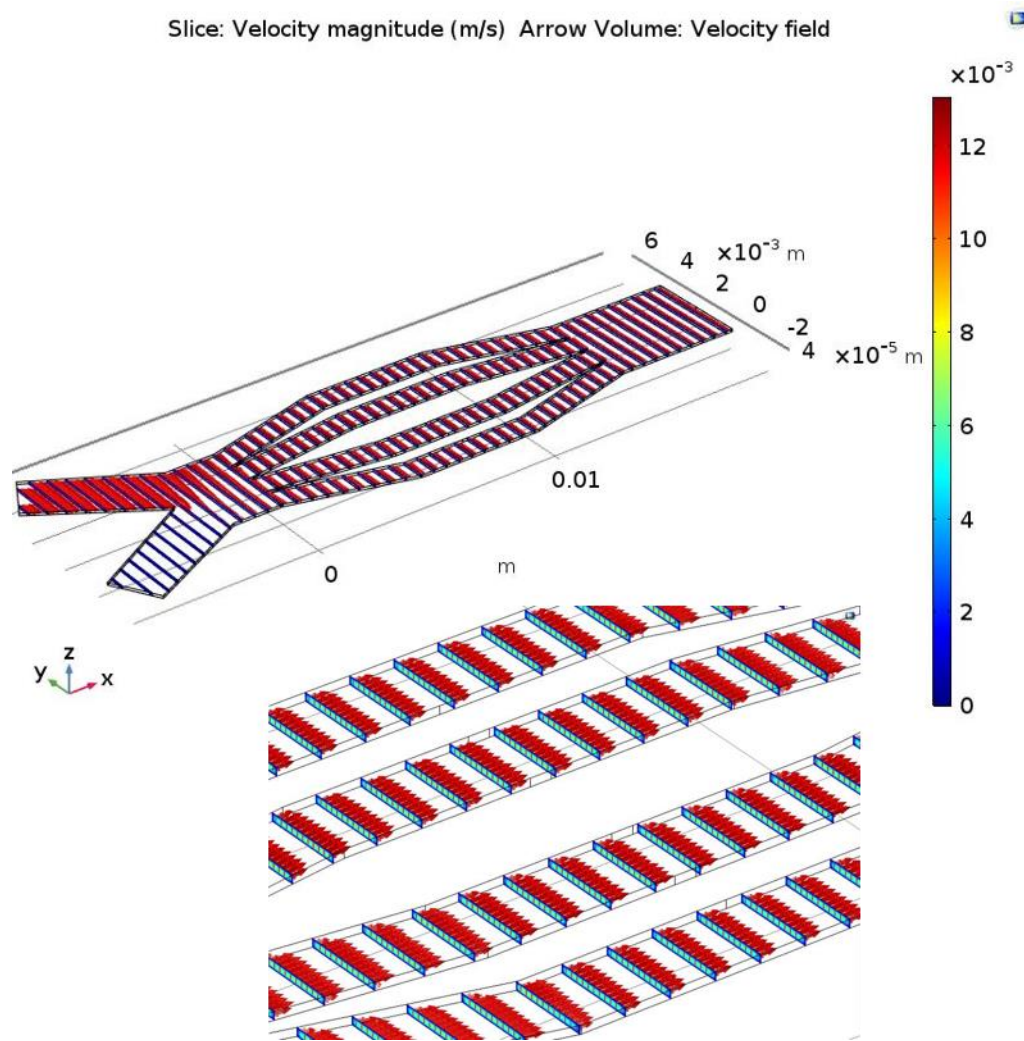 Slice: Velocity magnitude (m/s) Arrow Volume: Velocity field
×10⁻³
12
10
8
6
4
2
0
6
4
2
0
-2
×10⁻³ m
4 ×10⁻⁵ m
0.01
0
m
z
y
x